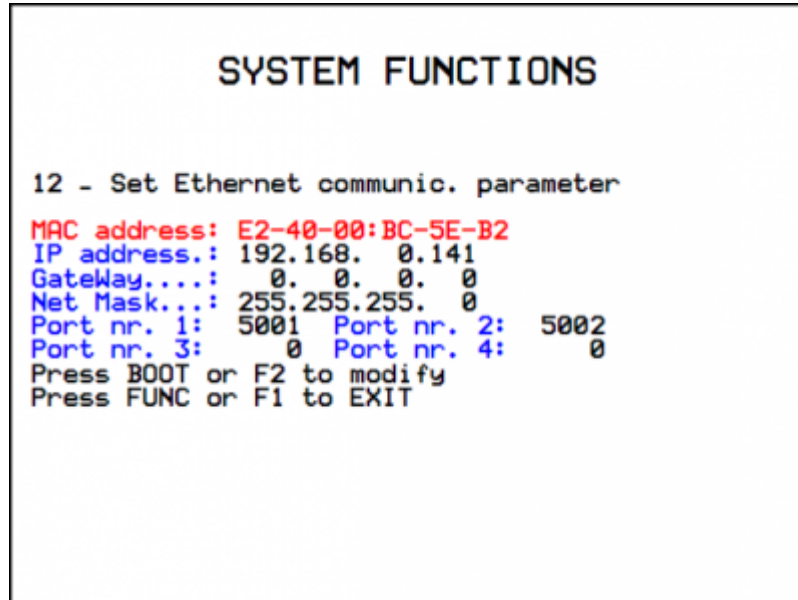 SYSTEM FUNCTIONS
12 - Set Ethernet communic. parameter
MAC address: E2-40-00:BC-5E-B2
IP address.: 192.168.  0.141
GateWay....:   0.  0.  0.  0
Net Mask...: 255.255.255.  0
Port nr. 1:  5001  Port nr. 2:  5002
Port nr. 3:     0  Port nr. 4:     0
Press BOOT or F2 to modify
Press FUNC or F1 to EXIT